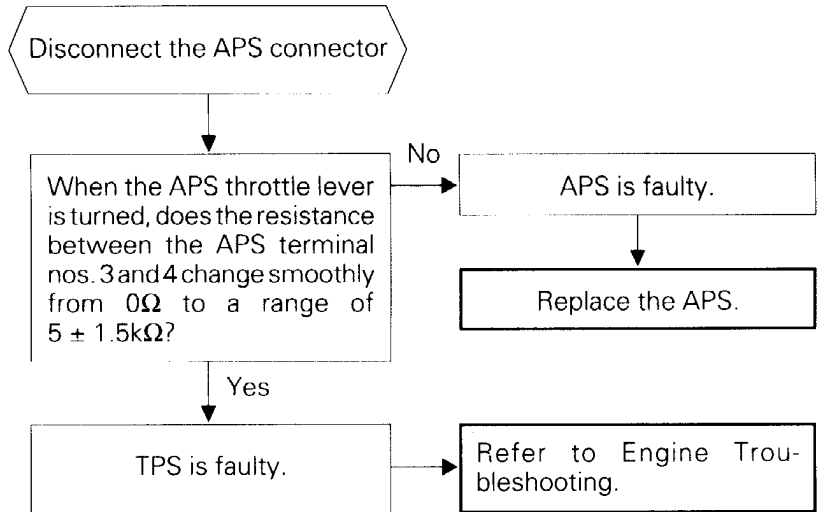 Disconnect the APS connector
When the APS throttle lever
is turned, does the resistance
between the APS terminal
nos. 3 and 4 change smoothly
from 0Ω to a range of
5 ± 1.5kΩ?
No
APS is faulty.
Replace the APS.
Yes
TPS is faulty.
Refer to Engine Trou-
bleshooting.